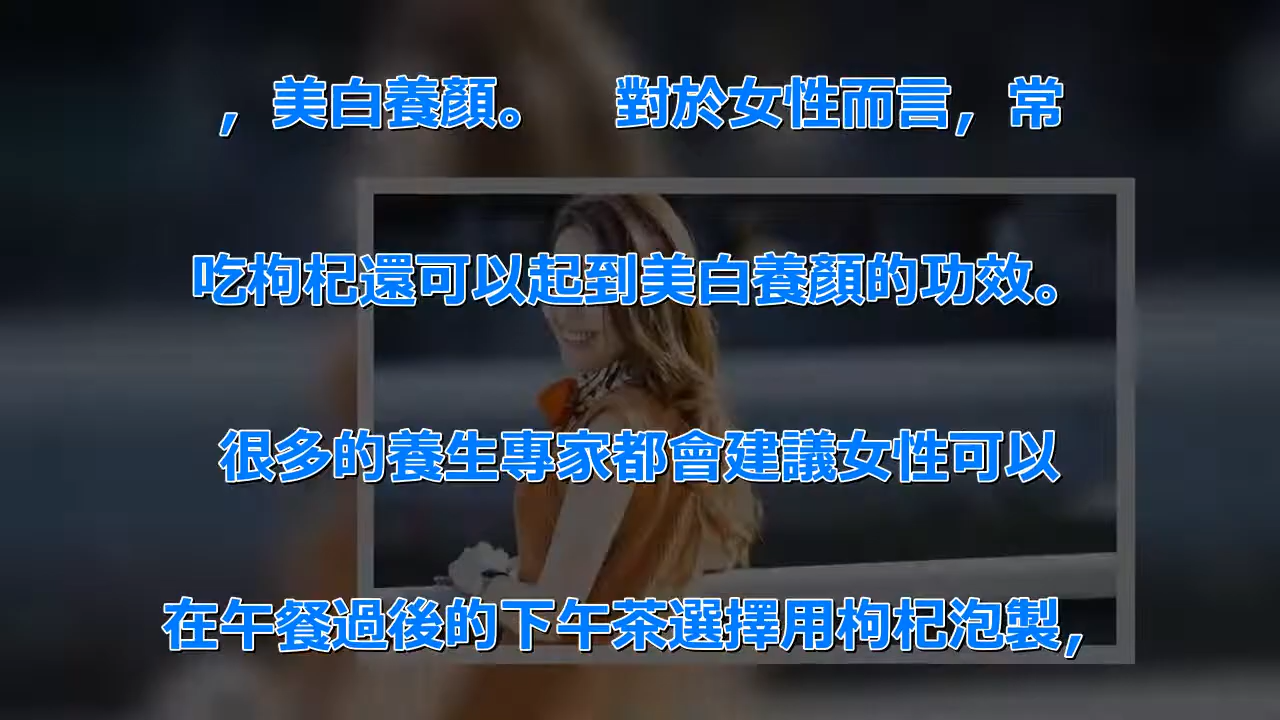 ，美白養顏。　對於女性而言，常
吃枸杞還可以起到美白養顏的功效。
很多的養生專家都會建議女性可以
在午餐過後的下午茶選擇用枸杞泡製，